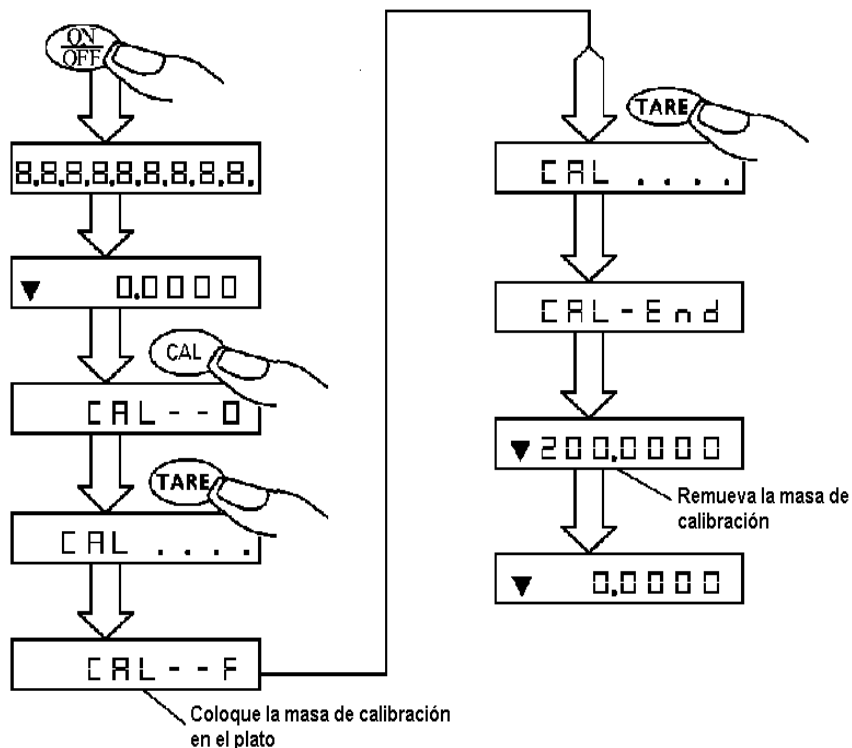 ON
OFF
8.8.8.8.8.8.8.8.8.
▼ 0.0000
CAL
CAL--0
TARE
CAL ....
CAL--F
Coloque la masa de calibración
en el plato
TARE
CAL ....
CAL-End
▼200.0000
Remueva la masa de
calibración
▼ 0.0000